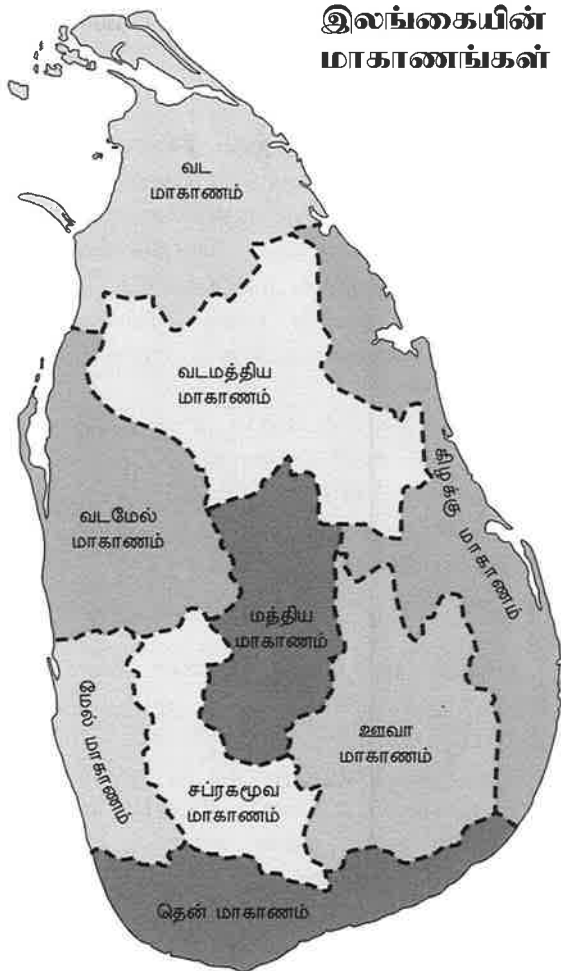 இலங்கையின்
மாகாணங்கள்
வட
மாகாணம்
வடமத்திய
மாகாணம்
கிழக்கு மாகாணம்
வடமேல்
மாகாணம்
மத்திய
மாகாணம்
மேல் மாகாணம்
ஊவா
மாகாணம்
சப்ரகமூவ
மாகாணம்
தென் மாகாணம்